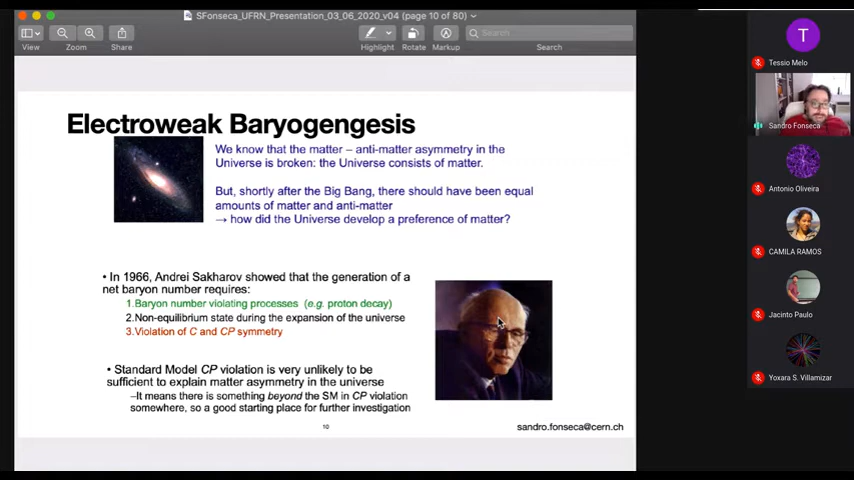 SFonseca_UFRN_Presentation_03_06_2020_v04 (page 10 of 80)
View
Zoom
Share
Highlight
Rotate
Markup
Search
Search
Electroweak Baryogengesis
We know that the matter – anti-matter asymmetry in the
Universe is broken: the Universe consists of matter.
But, shortly after the Big Bang, there should have been equal
amounts of matter and anti-matter
→ how did the Universe develop a preference of matter?
• In 1966, Andrei Sakharov showed that the generation of a
net baryon number requires:
1.Baryon number violating processes (e.g. proton decay)
2.Non-equilibrium state during the expansion of the universe
3.Violation of C and CP symmetry
• Standard Model CP violation is very unlikely to be
sufficient to explain matter asymmetry in the universe
–It means there is something beyond the SM in CP violation
somewhere, so a good starting place for further investigation
10
sandro.fonseca@cern.ch
T
Tessio Melo
Sandro Fonseca
Antonio Oliveira
CAMILA RAMOS
Jacinto Paulo
Yoxara S. Villamizar